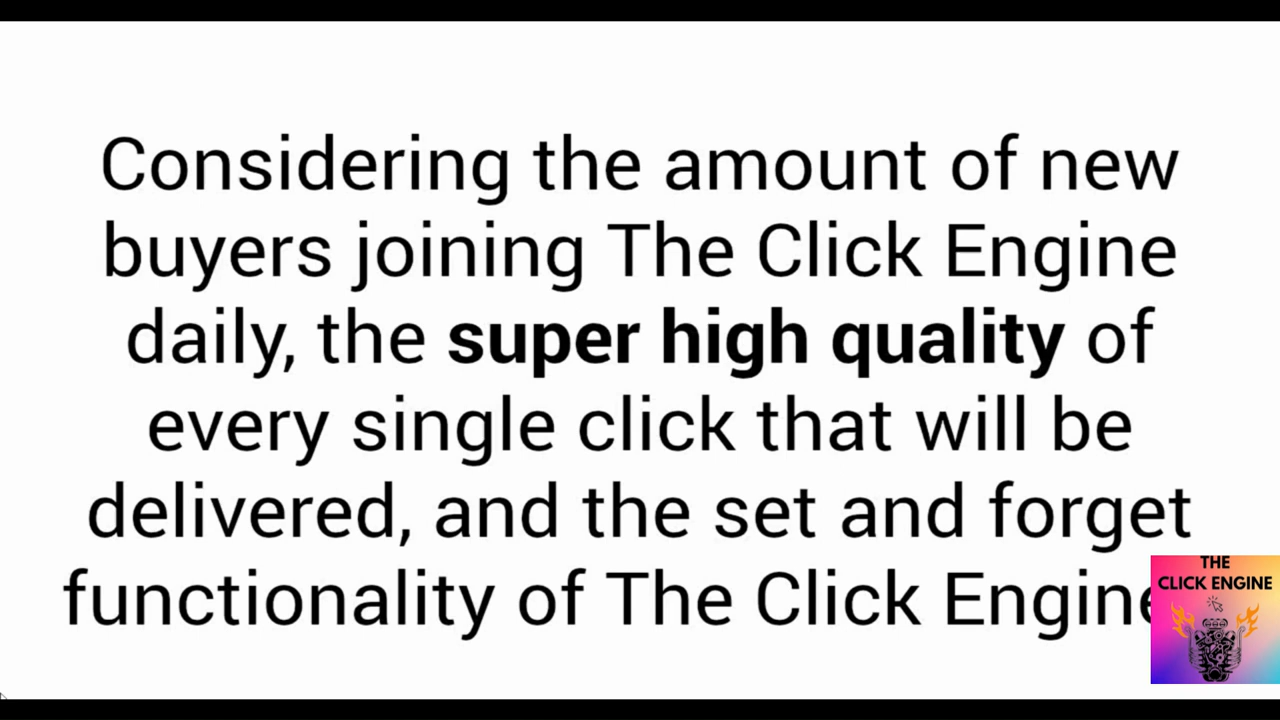 Considering the amount of new
buyers joining The Click Engine
daily, the super high quality of
every single click that will be
delivered, and the set and forget
functionality of The Click Engine
THE
CLICK ENGINE